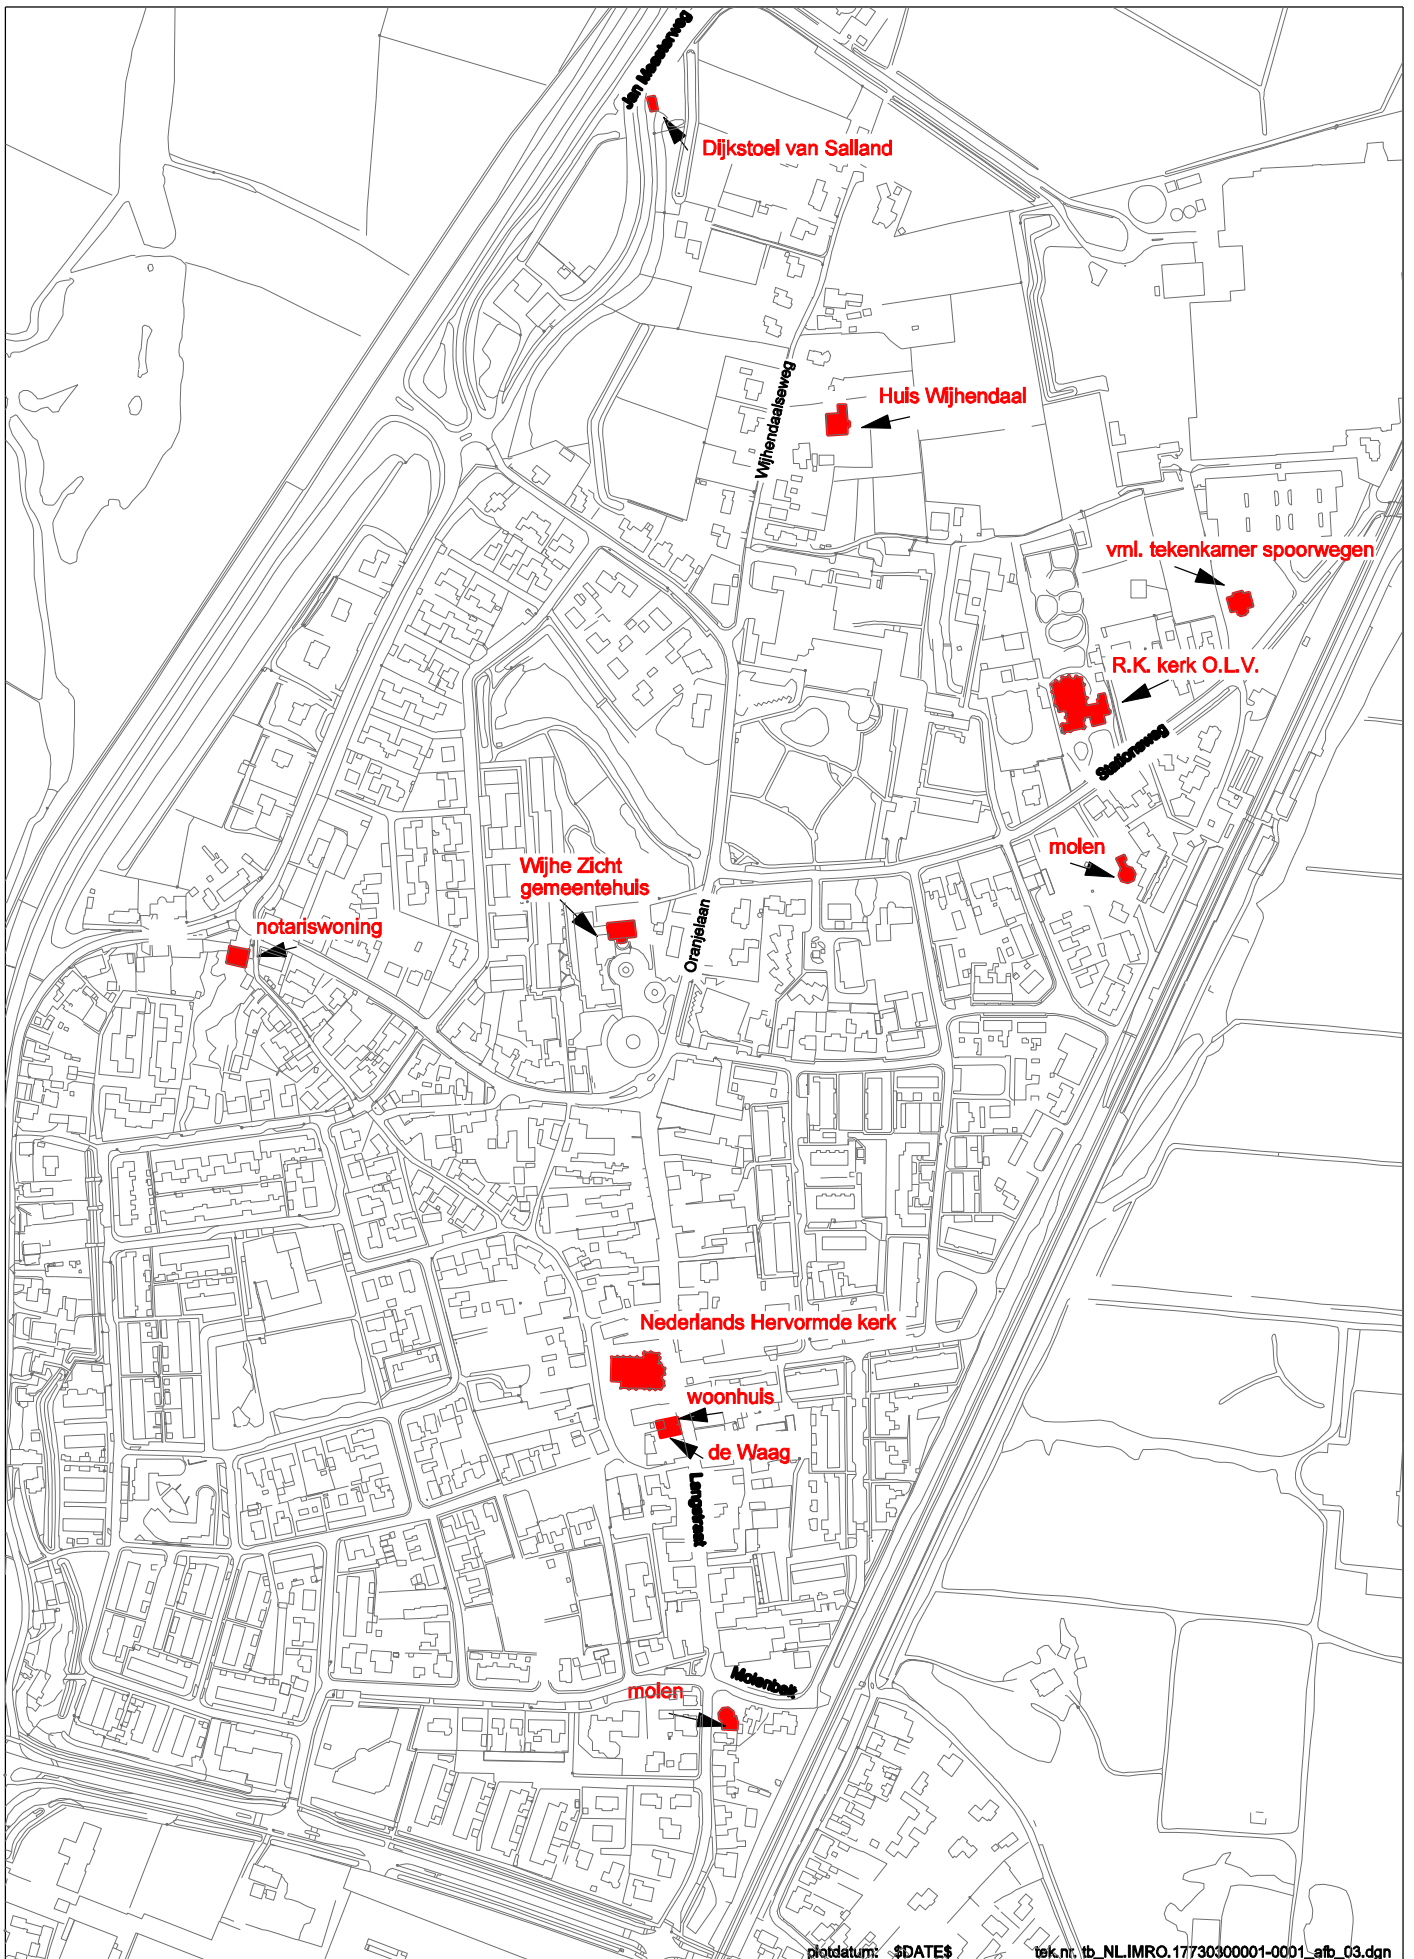 Jan Meesterweg
Dijkstoel van Salland
Wijhendaalseweg
Huis Wijhendaal
vml. tekenkamer spoorwegen
R.K. kerk O.L.V.
Stationsweg
molen
Wijhe Zicht
gemeentehuis
Oranjelaan
notariswoning
Nederlands Hervormde kerk
woonhuis
de Waag
Langstraat
Molenbelt
molen
plotdatum: $DATE$
tek.nr. tb_NL.IMRO.17730300001-0001_afb_03.dgn